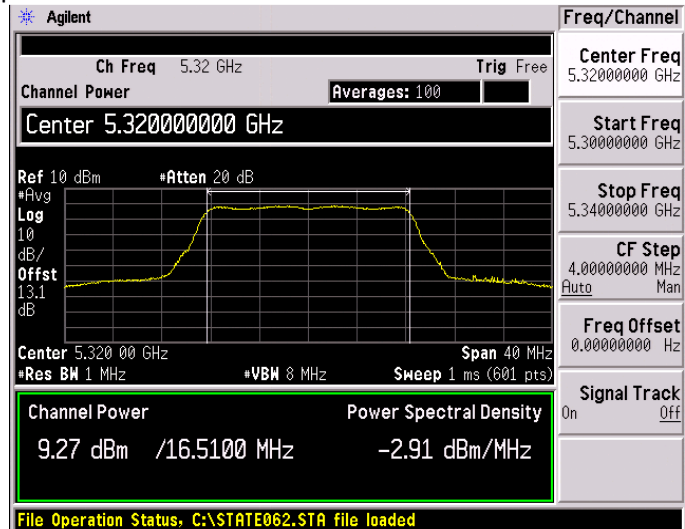 Agilent
Freq/Channel
Ch Freq 5.32 GHz Trig Free
Channel Power Averages: 100
Center 5.320000000 GHz
Ref 10 dBm #Atten 20 dB
#Avg
Log
10
dB/
Offst
13.1
dB
Center 5.320 00 GHz Span 40 MHz
#Res BW 1 MHz #VBW 8 MHz Sweep 1 ms (601 pts)
Channel Power Power Spectral Density
9.27 dBm /16.5100 MHz -2.91 dBm/MHz
File Operation Status, C:\STATE062.STA file loaded
Center Freq
5.32000000 GHz
Start Freq
5.30000000 GHz
Stop Freq
5.34000000 GHz
CF Step
4.00000000 MHz
Auto Man
Freq Offset
0.00000000 Hz
Signal Track
On Off